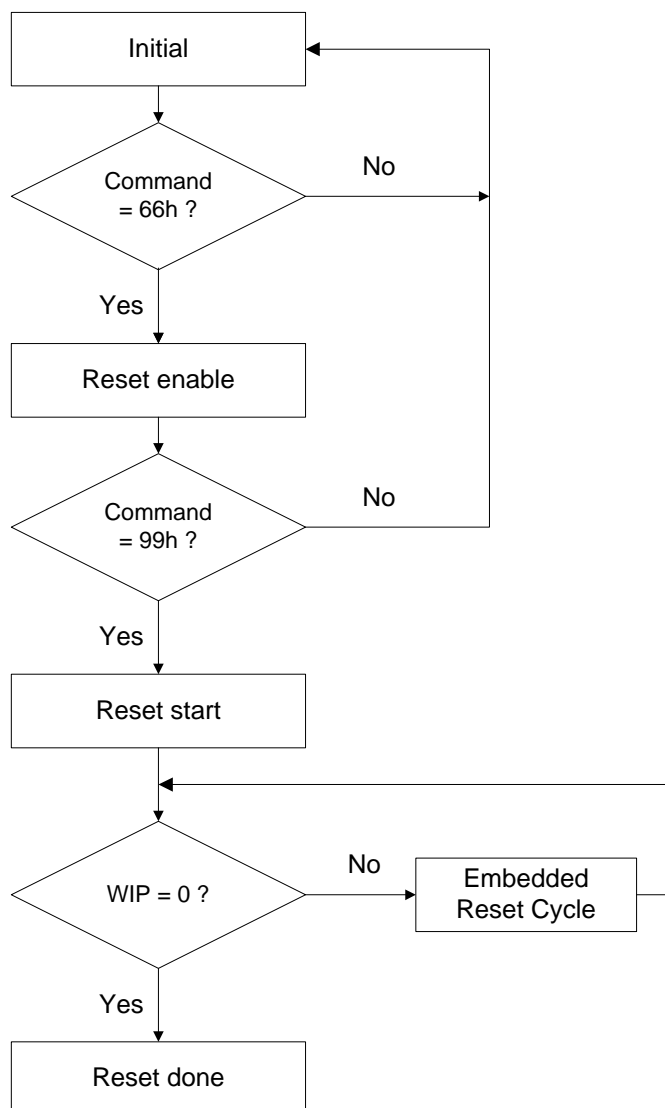 Initial
Command
= 66h ?
No
Yes
Reset enable
Command
= 99h ?
No
Yes
Reset start
WIP = 0 ?
No
Embedded
Reset Cycle
Yes
Reset done